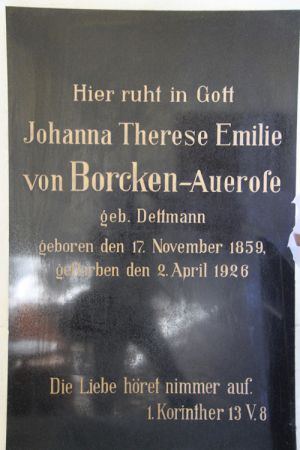 Hier ruht in Gott
Johanna Therese Emilie
von Borcken-Auerose
geb. Dettmann
geboren den 17. November 1859,
gestorben den 2. April 1926
Die Liebe höret nimmer auf.
1. Korinther 13 V. 8